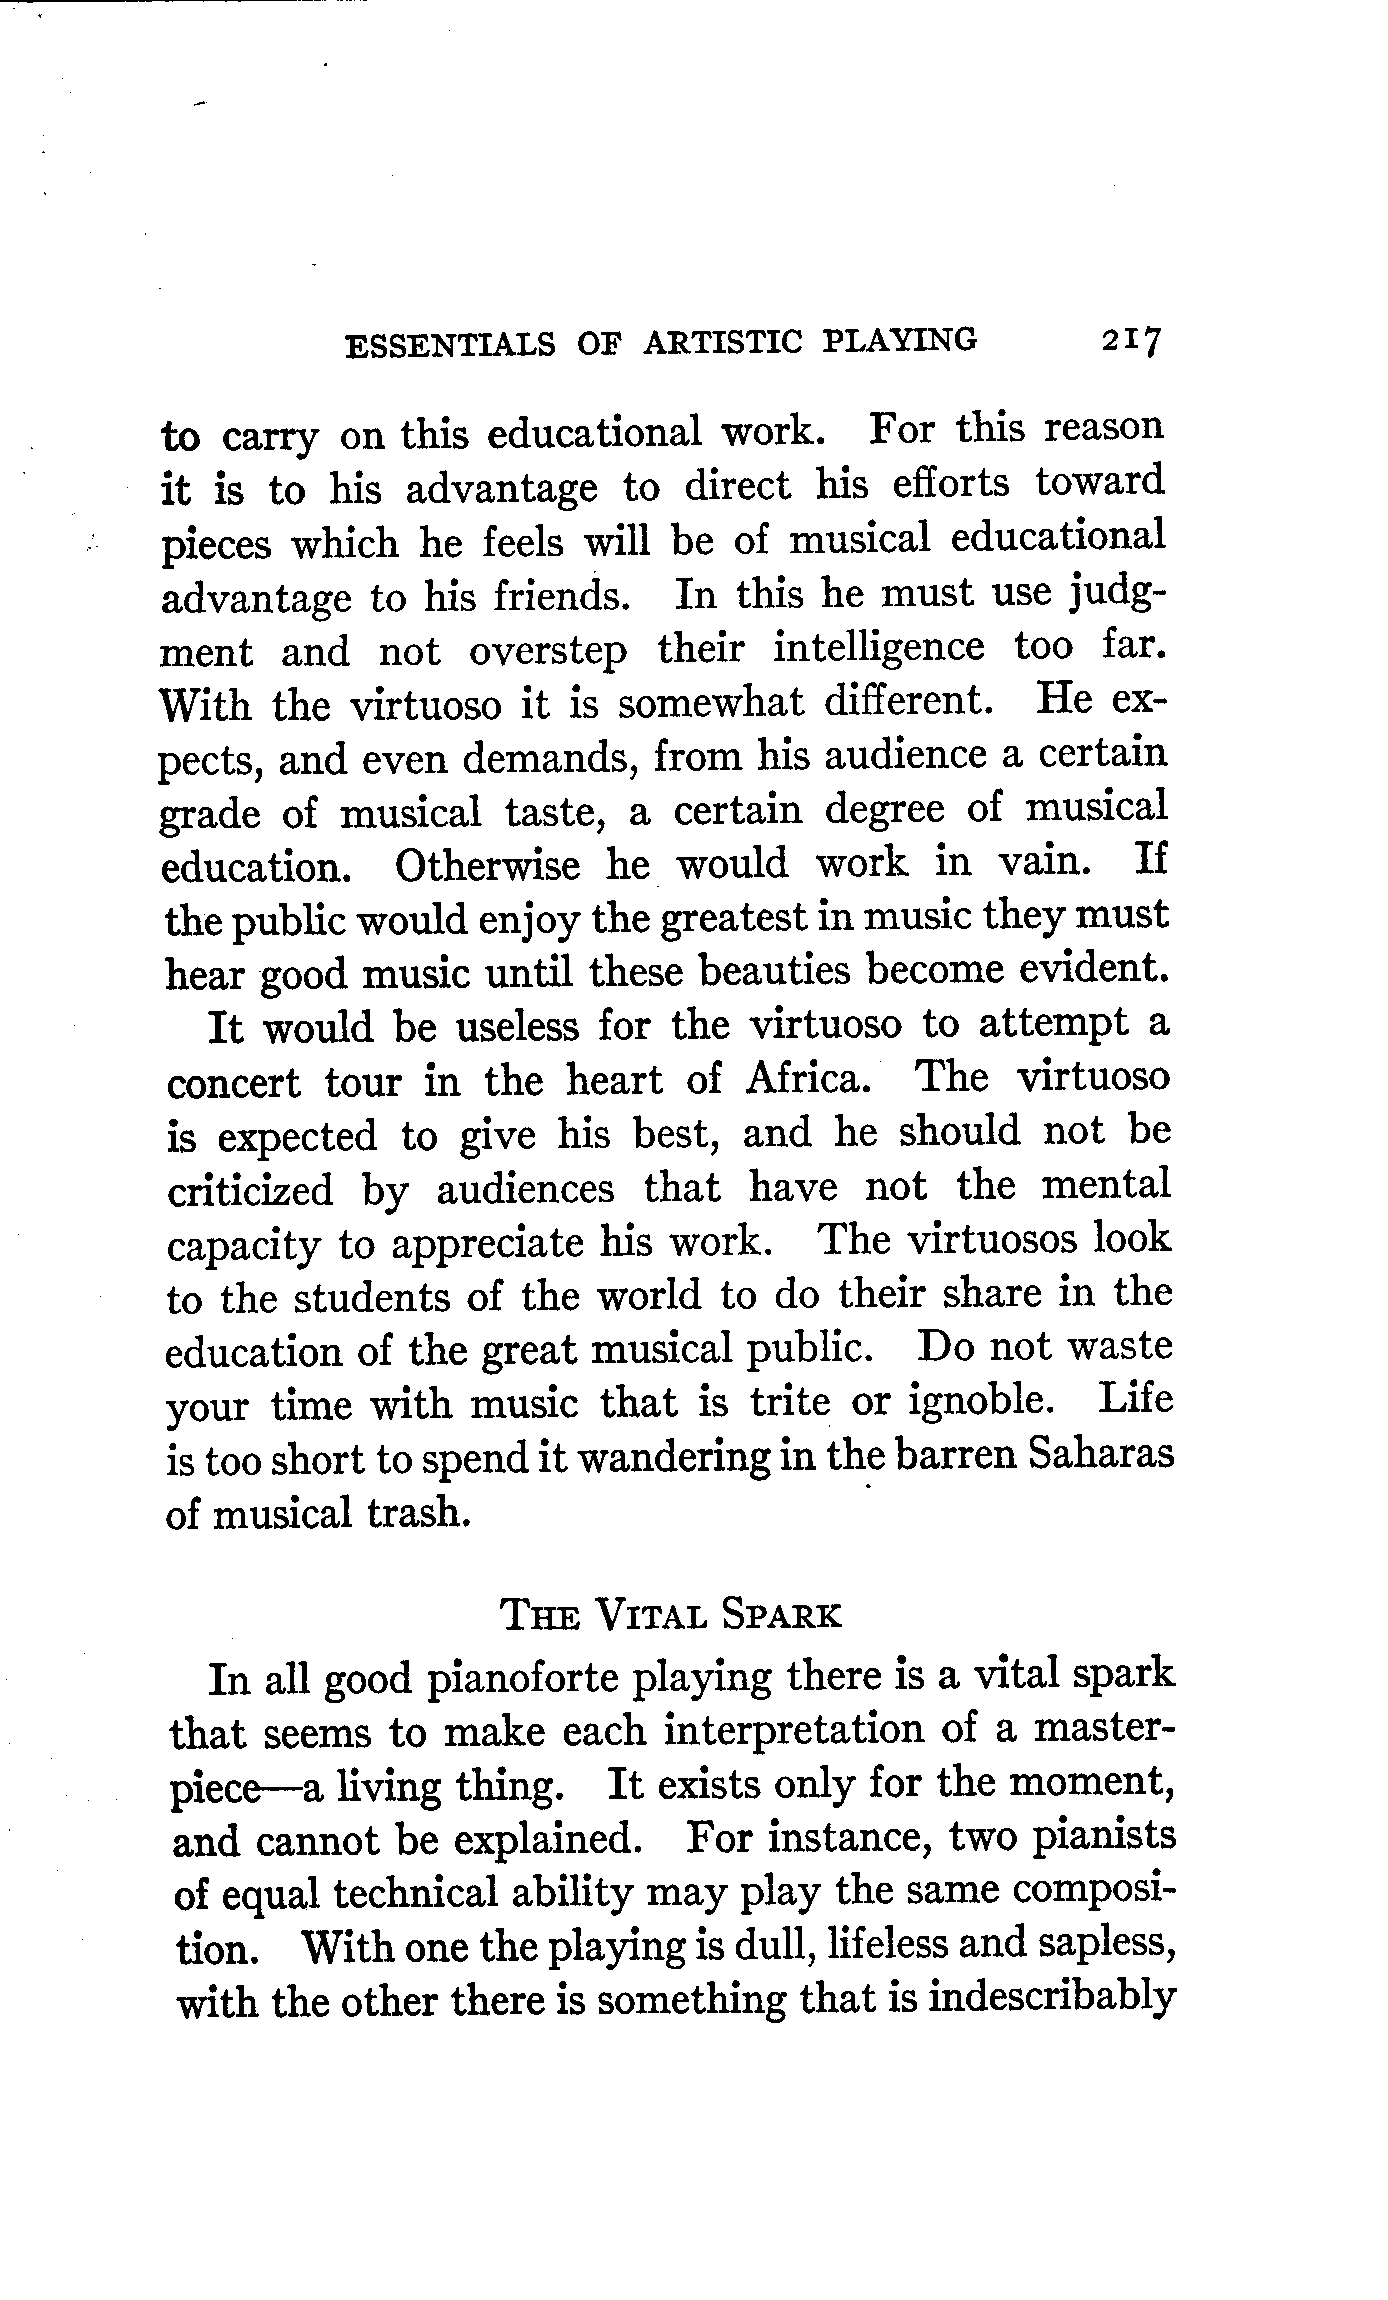 ESSENTIALS OF ARTISTIC PLAYING 217
to carry on this educational work. For this reason
it is to his advantage to direct his efforts toward
pieces which he feels will be of musical educational
advantage to his friends. In this he must use judg-
ment and not overstep their intelligence too far.
With the virtuoso it is somewhat different. He ex-
pects, and even demands, from his audience a certain
grade of musical taste, a certain degree of musical
education. Otherwise he would work in vain. If
the public would enjoy the greatest in music they must
hear good music until these beauties become evident.
It would be useless for the virtuoso to attempt a
concert tour in the heart of Africa. The virtuoso
is expected to give his best, and he should not be
criticized by audiences that have not the mental
capacity to appreciate his work. The virtuosos look
to the students of the world to do their share in the
education of the great musical public. Do not waste
your time with music that is trite or ignoble. Life
is too short to spend it wandering in the barren Saharas
of musical trash.
THE VITAL SPARK
In all good pianoforte playing there is a vital spark
that seems to make each interpretation of a master-
piece—a living thing. It exists only for the moment,
and cannot be explained. For instance, two pianists
of equal technical ability may play the same composi-
tion. With one the playing is dull, lifeless and sapless,
with the other there is something that is indescribably